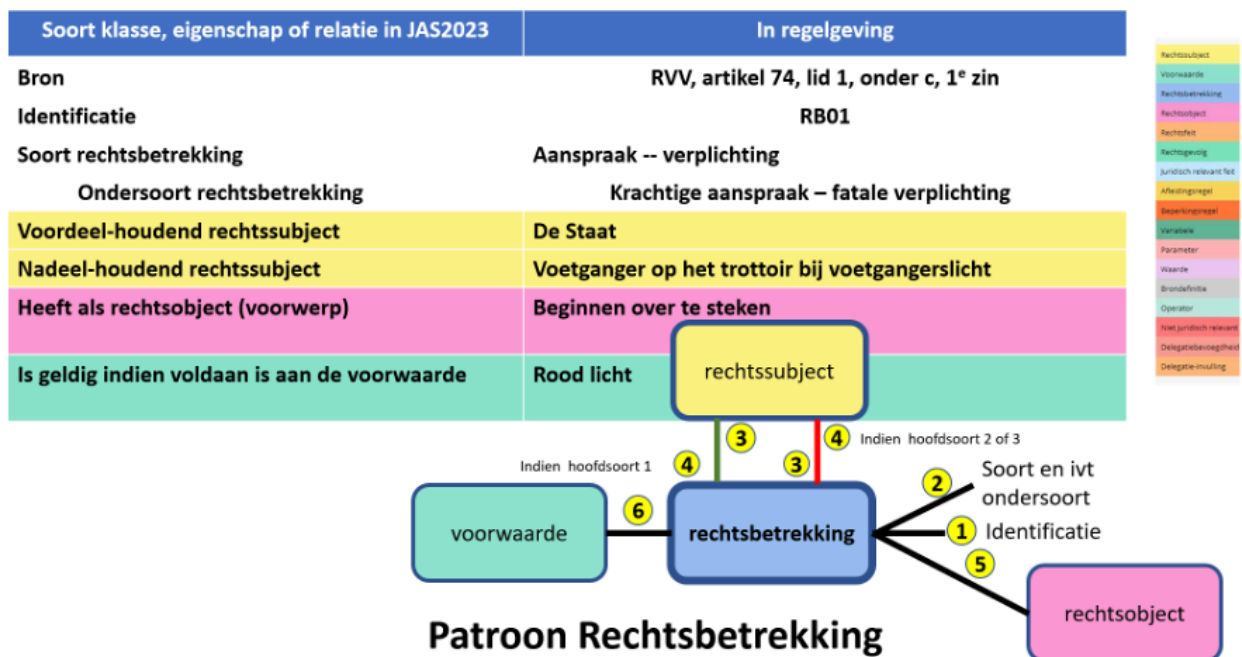 Soort klasse, eigenschap of relatie in JAS2023 In regelgeving
Bron RVV, artikel 74, lid 1, onder c, 1e zin
Identificatie RB01
Soort rechtsbetrekking Aanspraak -- verplichting
Ondersoort rechtsbetrekking Krachtige aanspraak – fatale verplichting
Voordeel-houdend rechtssubject De Staat
Nadeel-houdend rechtssubject Voetganger op het trottoir bij voetgangerslicht
Heeft als rechtsobject (voorwerp) Beginnen over te steken
Is geldig indien voldaan is aan de voorwaarde Rood licht
rechtssubject
3 4 Indien hoofdsoort 2 of 3
Indien hoofdsoort 1 4 3
2 Soort en ivt
ondersoort
voorwaarde 6 rechtsbetrekking 1 Identificatie
5
rechtsobject
Patroon Rechtsbetrekking
Rechtssubject
Voorwaarde
Rechtsbetrekking
Rechtsobject
Rechtsfeit
Rechtsgevolg
Juridisch relevant feit
Afleidingsregel
Beperkingsregel
Variabele
Parameter
Waarde
Brondefinitie
Operator
Niet juridisch relevant
Delegatiebevoegdheid
Delegatie-invulling